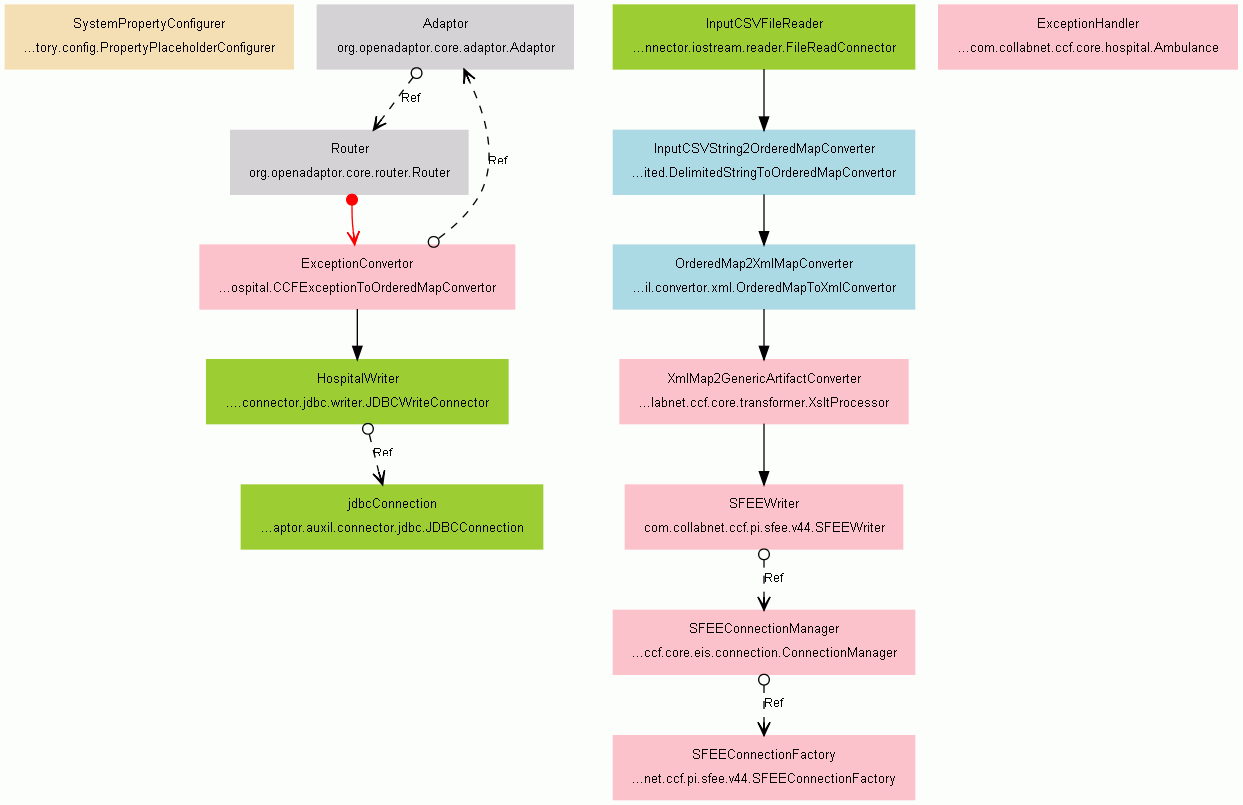 SystemPropertyConfigurer
...tory.config.PropertyPlaceholderConfigurer
Adaptor
org.openadaptor.core.adaptor.Adaptor
InputCSVFileReader
...nnector.iostream.reader.FileReadConnector
ExceptionHandler
...com.collabnet.ccf.core.hospital.Ambulance
Ref
Router
org.openadaptor.core.router.Router
Ref
InputCSVString2OrderedMapConverter
...ited.DelimitedStringToOrderedMapConvertor
ExceptionConvertor
...ospital.CCFExceptionToOrderedMapConvertor
OrderedMap2XmlMapConverter
...il.convertor.xml.OrderedMapToXmlConvertor
HospitalWriter
....connector.jdbc.writer.JDBCWriteConnector
XmlMap2GenericArtifactConverter
...labnet.ccf.core.transformer.XsltProcessor
Ref
jdbcConnection
...aptor.auxil.connector.jdbc.JDBCConnection
SFEEWriter
com.collabnet.ccf.pi.sfee.v44.SFEEWriter
Ref
SFEEConnectionManager
...ccf.core.eis.connection.ConnectionManager
Ref
SFEEConnectionFactory
...net.ccf.pi.sfee.v44.SFEEConnectionFactory